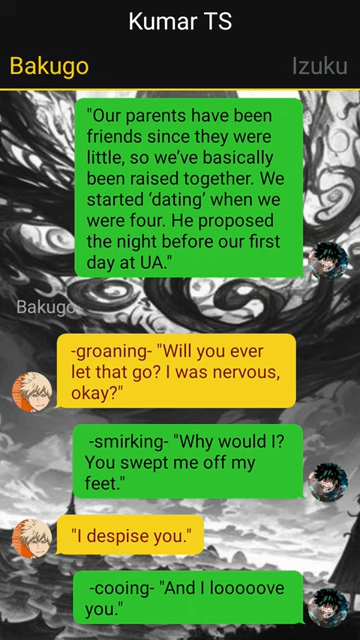 Kumar TS
Bakugo Izuku
"Our parents have been
friends since they were
little, so we've basically
been raised together. We
started ‘dating’ when we
were four. He proposed
the night before our first
day at UA."
Bakugo
-groaning- "Will you ever
let that go? I was nervous,
okay?"
-smirking- "Why would I?
You swept me off my
feet."
"I despise you."
-cooing- "And I looooove
you."